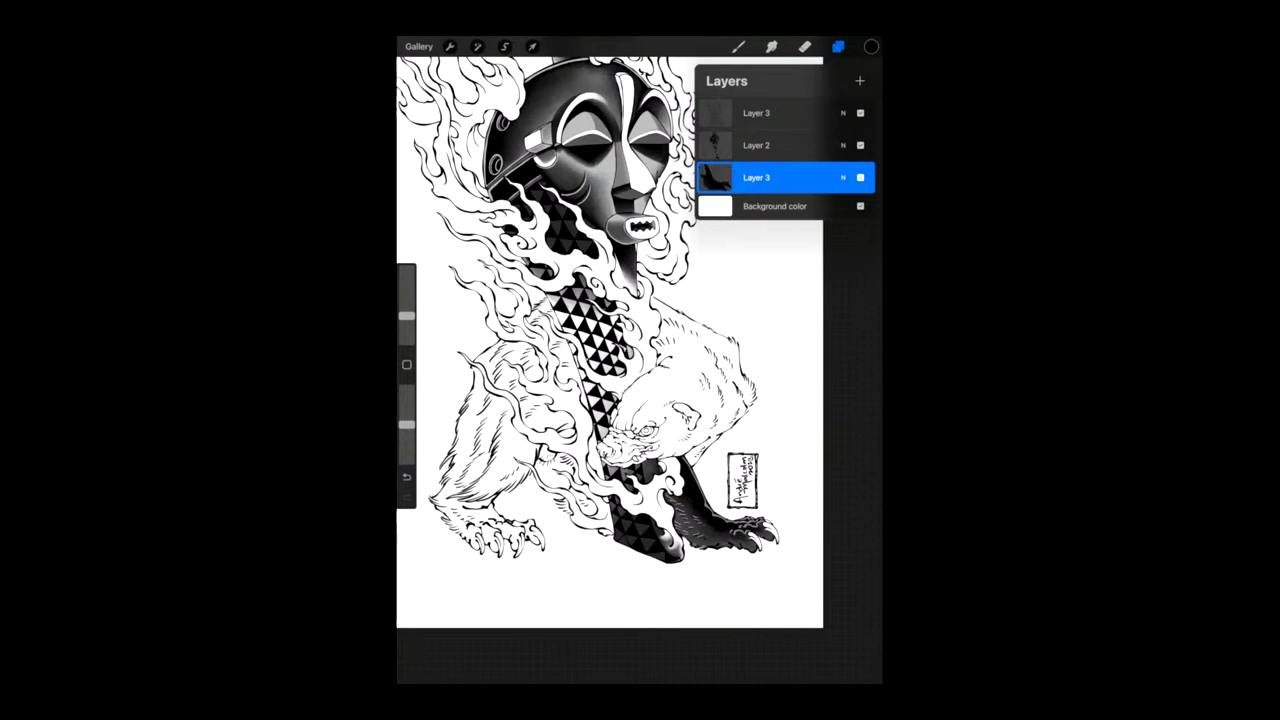 Gallery
Layers
Layer 3 N
Layer 2 N
Layer 3 N
Background color